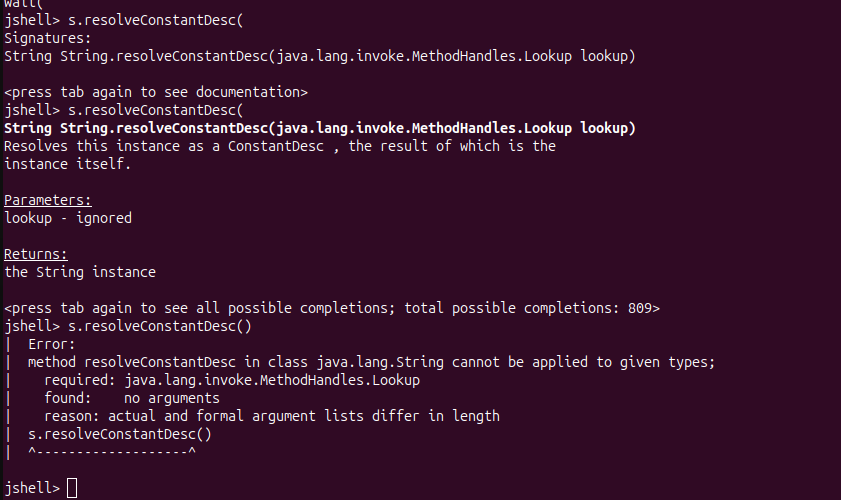 wait(
jshell> s.resolveConstantDesc(
Signatures:
String String.resolveConstantDesc(java.lang.invoke.MethodHandles.Lookup lookup)
<press tab again to see documentation>
jshell> s.resolveConstantDesc(
String String.resolveConstantDesc(java.lang.invoke.MethodHandles.Lookup lookup)
Resolves this instance as a ConstantDesc , the result of which is the
instance itself.
Parameters:
lookup - ignored
Returns:
the String instance
<press tab again to see all possible completions; total possible completions: 809>
jshell> s.resolveConstantDesc()
|  Error:
|  method resolveConstantDesc in class java.lang.String cannot be applied to given types;
|    required: java.lang.invoke.MethodHandles.Lookup
|    found:    no arguments
|    reason: actual and formal argument lists differ in length
|  s.resolveConstantDesc()
|  ^-------------------^
jshell>